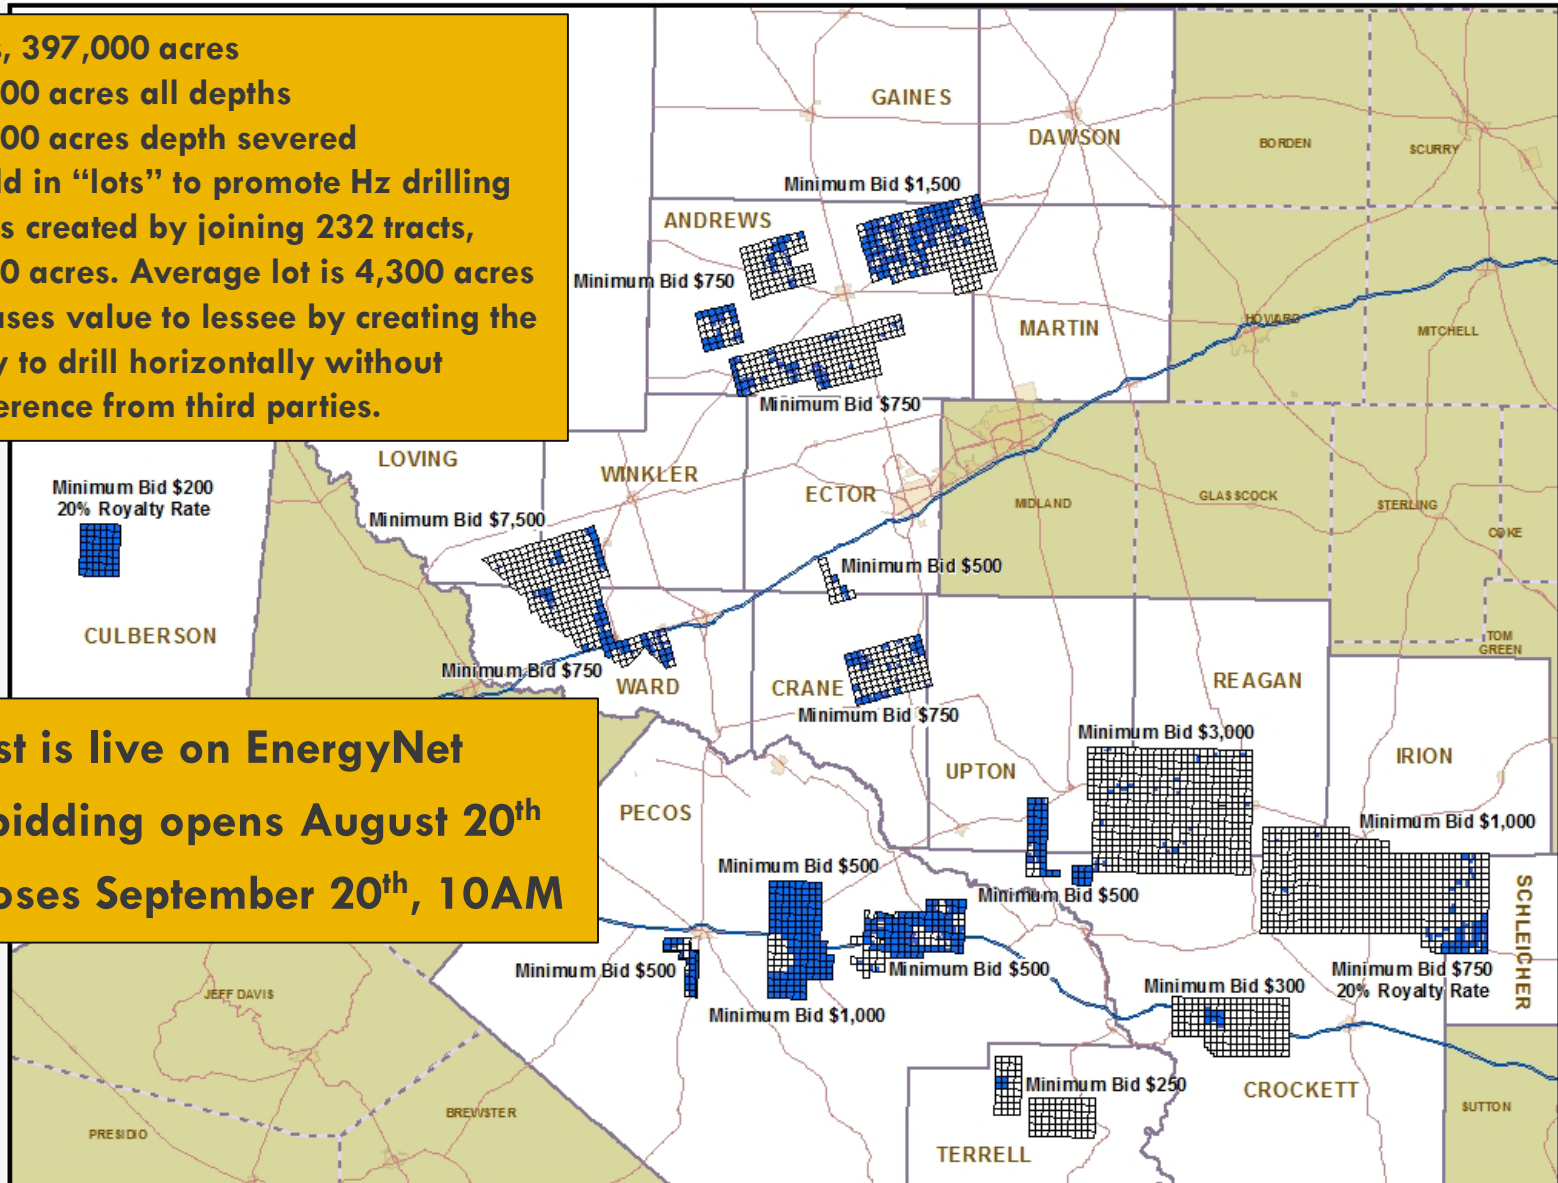 s, 397,000 acres
00 acres all depths
00 acres depth severed
ld in “lots” to promote Hz drilling
s created by joining 232 tracts,
0 acres. Average lot is 4,300 acres
ases value to lessee by creating the
y to drill horizontally without
erence from third parties.
GAINES
DAWSON
BORDEN
SCURRY
Minimum Bid $1,500
ANDREWS
Minimum Bid $750
MARTIN
HOWARD
MITCHELL
Minimum Bid $750
LOVING
WINKLER
ECTOR
MIDLAND
GLASSCOCK
STERLING
COKE
Minimum Bid $200
20% Royalty Rate
Minimum Bid $7,500
Minimum Bid $500
CULBERSON
TOM
GREEN
Minimum Bid $750
WARD
CRANE
REAGAN
Minimum Bid $750
Minimum Bid $3,000
IRION
UPTON
st is live on EnergyNet
bidding opens August 20th
oses September 20th, 10AM
PECOS
Minimum Bid $1,000
Minimum Bid $500
Minimum Bid $500
SCHLEICHER
Minimum Bid $500
Minimum Bid $500
Minimum Bid $750
20% Royalty Rate
Minimum Bid $300
Minimum Bid $1,000
JEFF DAVIS
Minimum Bid $250
CROCKETT
BREWSTER
SUTTON
PRESIDIO
TERRELL